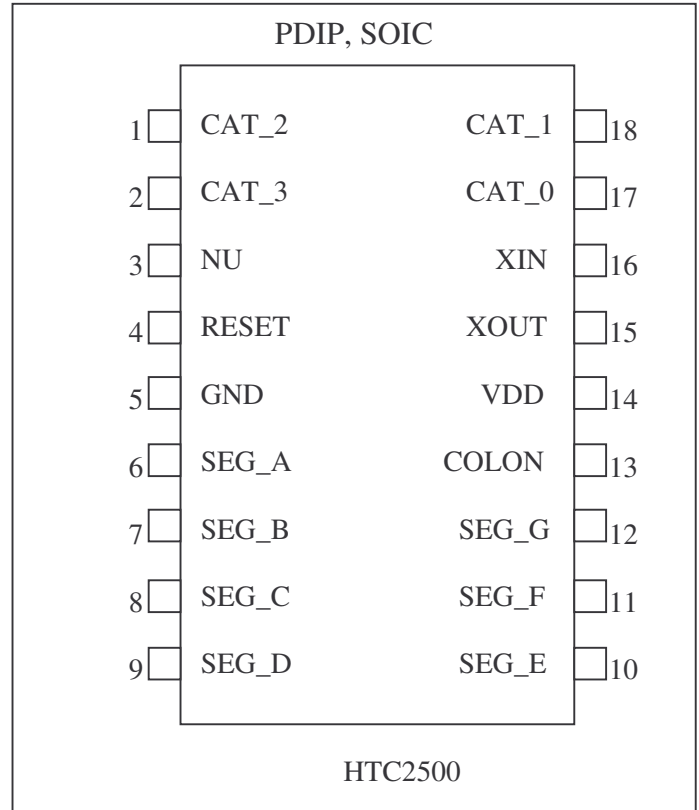 PDIP, SOIC
1 CAT_2 CAT_1 18
2 CAT_3 CAT_0 17
3 NU XIN 16
4 RESET XOUT 15
5 GND VDD 14
6 SEG_A COLON 13
7 SEG_B SEG_G 12
8 SEG_C SEG_F 11
9 SEG_D SEG_E 10
HTC2500